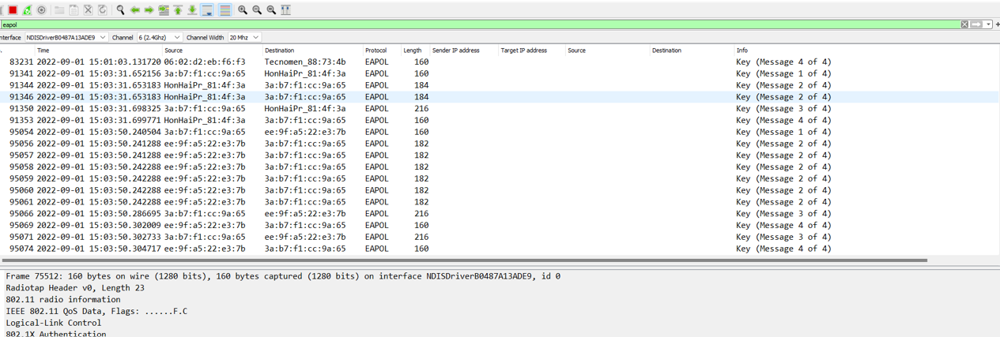 eapol
nterface NDISDriverB0487A13ADE9 Channel 6 (2.4Ghz) Channel Width 20 Mhz
Time Source Destination Protocol Length Sender IP address Target IP address Source Destination Info
83231 2022-09-01 15:01:03.131720 06:02:d2:eb:f6:f3 Tecnomen_88:73:4b EAPOL 160 Key (Message 4 of 4)
91341 2022-09-01 15:03:31.652156 3a:b7:f1:cc:9a:65 HonHaiPr_81:4f:3a EAPOL 160 Key (Message 1 of 4)
91344 2022-09-01 15:03:31.653183 HonHaiPr_81:4f:3a 3a:b7:f1:cc:9a:65 EAPOL 184 Key (Message 2 of 4)
91346 2022-09-01 15:03:31.653183 HonHaiPr_81:4f:3a 3a:b7:f1:cc:9a:65 EAPOL 184 Key (Message 2 of 4)
91350 2022-09-01 15:03:31.698325 3a:b7:f1:cc:9a:65 HonHaiPr_81:4f:3a EAPOL 216 Key (Message 3 of 4)
91353 2022-09-01 15:03:31.699771 HonHaiPr_81:4f:3a 3a:b7:f1:cc:9a:65 EAPOL 160 Key (Message 4 of 4)
95054 2022-09-01 15:03:50.240504 3a:b7:f1:cc:9a:65 ee:9f:a5:22:e3:7b EAPOL 160 Key (Message 1 of 4)
95056 2022-09-01 15:03:50.241288 ee:9f:a5:22:e3:7b 3a:b7:f1:cc:9a:65 EAPOL 182 Key (Message 2 of 4)
95057 2022-09-01 15:03:50.241288 ee:9f:a5:22:e3:7b 3a:b7:f1:cc:9a:65 EAPOL 182 Key (Message 2 of 4)
95058 2022-09-01 15:03:50.242288 ee:9f:a5:22:e3:7b 3a:b7:f1:cc:9a:65 EAPOL 182 Key (Message 2 of 4)
95059 2022-09-01 15:03:50.242288 ee:9f:a5:22:e3:7b 3a:b7:f1:cc:9a:65 EAPOL 182 Key (Message 2 of 4)
95060 2022-09-01 15:03:50.242288 ee:9f:a5:22:e3:7b 3a:b7:f1:cc:9a:65 EAPOL 182 Key (Message 2 of 4)
95061 2022-09-01 15:03:50.242288 ee:9f:a5:22:e3:7b 3a:b7:f1:cc:9a:65 EAPOL 182 Key (Message 2 of 4)
95066 2022-09-01 15:03:50.286695 3a:b7:f1:cc:9a:65 ee:9f:a5:22:e3:7b EAPOL 216 Key (Message 3 of 4)
95069 2022-09-01 15:03:50.302009 ee:9f:a5:22:e3:7b 3a:b7:f1:cc:9a:65 EAPOL 160 Key (Message 4 of 4)
95071 2022-09-01 15:03:50.302733 3a:b7:f1:cc:9a:65 ee:9f:a5:22:e3:7b EAPOL 216 Key (Message 3 of 4)
95074 2022-09-01 15:03:50.304717 ee:9f:a5:22:e3:7b 3a:b7:f1:cc:9a:65 EAPOL 160 Key (Message 4 of 4)
Frame 75512: 160 bytes on wire (1280 bits), 160 bytes captured (1280 bits) on interface NDISDriverB0487A13ADE9, id 0
Radiotap Header v0, Length 23
802.11 radio information
IEEE 802.11 QoS Data, Flags: ......F.C
Logical-Link Control
802.1X Authentication